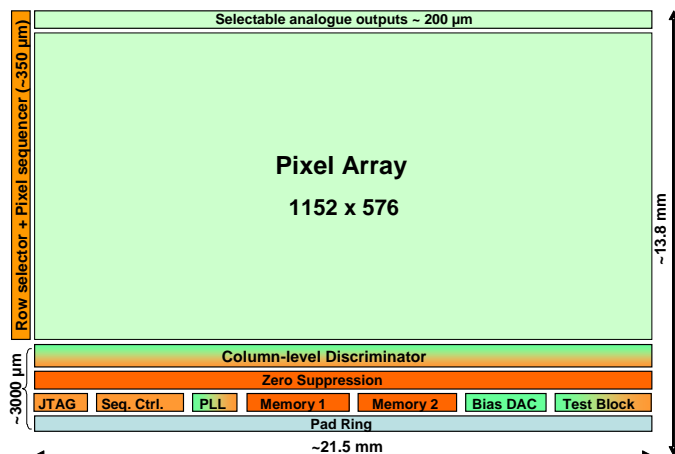 Selectable analogue outputs ~ 200 µm
Row selector + Pixel sequencer (~350 µm)
Pixel Array
1152 x 576
~13.8 mm
~3000 µm
Column-level Discriminator
Zero Suppression
JTAG Seq. Ctrl. PLL Memory 1 Memory 2 Bias DAC Test Block
Pad Ring
~21.5 mm